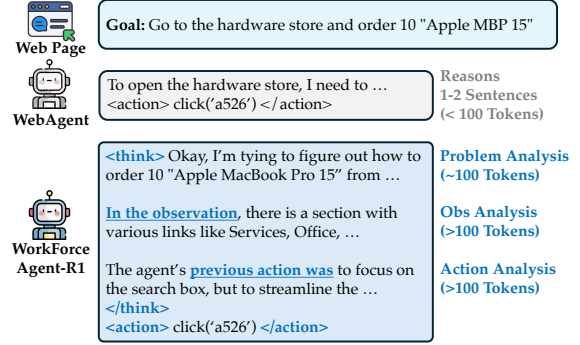 Goal: Go to the hardware store and order 10 "Apple MBP 15"
Web Page
To open the hardware store, I need to …
<action> click('a526') </action>
WebAgent
Reasons
1-2 Sentences
(< 100 Tokens)
<think> Okay, I'm tying to figure out how to
order 10 "Apple MacBook Pro 15” from …
In the observation, there is a section with
various links like Services, Office, …
The agent's previous action was to focus on
the search box, but to streamline the …
</think>
<action> click('a526') </action>
WorkForce
Agent-R1
Problem Analysis
(~100 Tokens)
Obs Analysis
(>100 Tokens)
Action Analysis
(>100 Tokens)